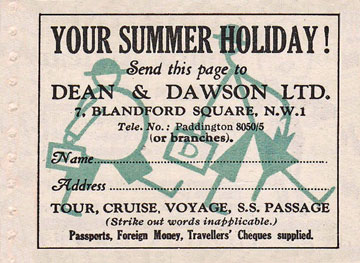 YOUR SUMMER HOLIDAY!
Send this page to
DEAN & DAWSON LTD.
7, BLANDFORD SQUARE, N.W.1
Tele. No.: Paddington 8050/5
(or branches).
Name
Address
TOUR, CRUISE, VOYAGE, S.S. PASSAGE
(Strike out words inapplicable.)
Passports, Foreign Money, Travellers' Cheques supplied.
D